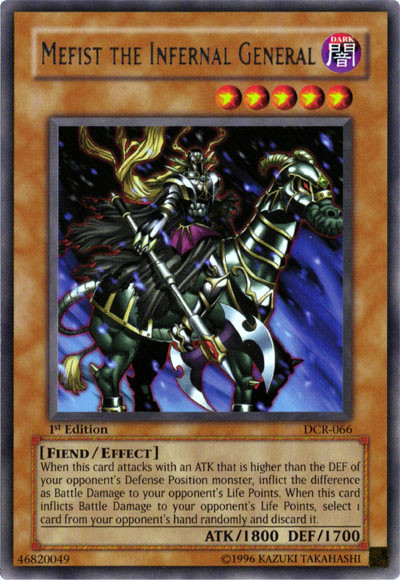 MEFIST THE INFERNAL GENERAL
DARK
闇
1st Edition
DCR-066
[FIEND/EFFECT]
When this card attacks with an ATK that is higher than the DEF of
your opponent's Defense Position monster, inflict the difference
as Battle Damage to your opponent's Life Points. When this card
inflicts Battle Damage to your opponent's Life Points, select 1
card from your opponent's hand randomly and discard it.
ATK/1800 DEF/1700
46820049
©1996 KAZUKI TAKAHASHI